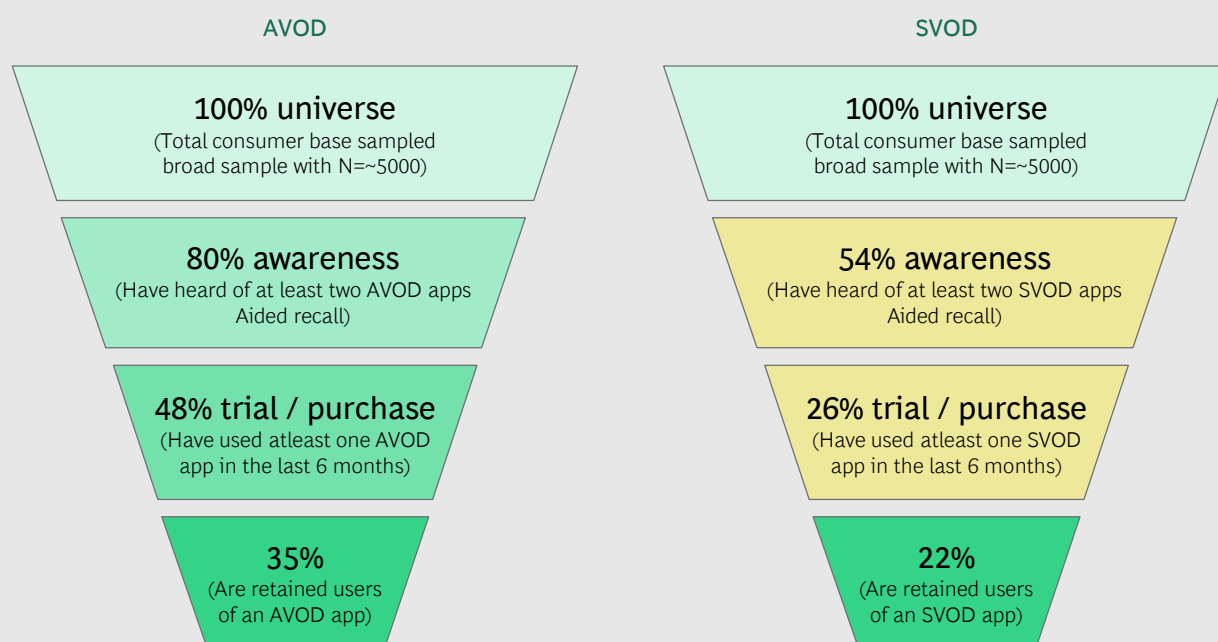 AVOD
100% universe
(Total consumer base sampled
broad sample with N=~5000)
80% awareness
(Have heard of at least two AVOD apps
Aided recall)
48% trial / purchase
(Have used atleast one AVOD
app in the last 6 months)
35%
(Are retained users
of an AVOD app)
SVOD
100% universe
(Total consumer base sampled
broad sample with N=~5000)
54% awareness
(Have heard of at least two SVOD apps
Aided recall)
26% trial / purchase
(Have used atleast one SVOD
app in the last 6 months)
22%
(Are retained users
of an SVOD app)